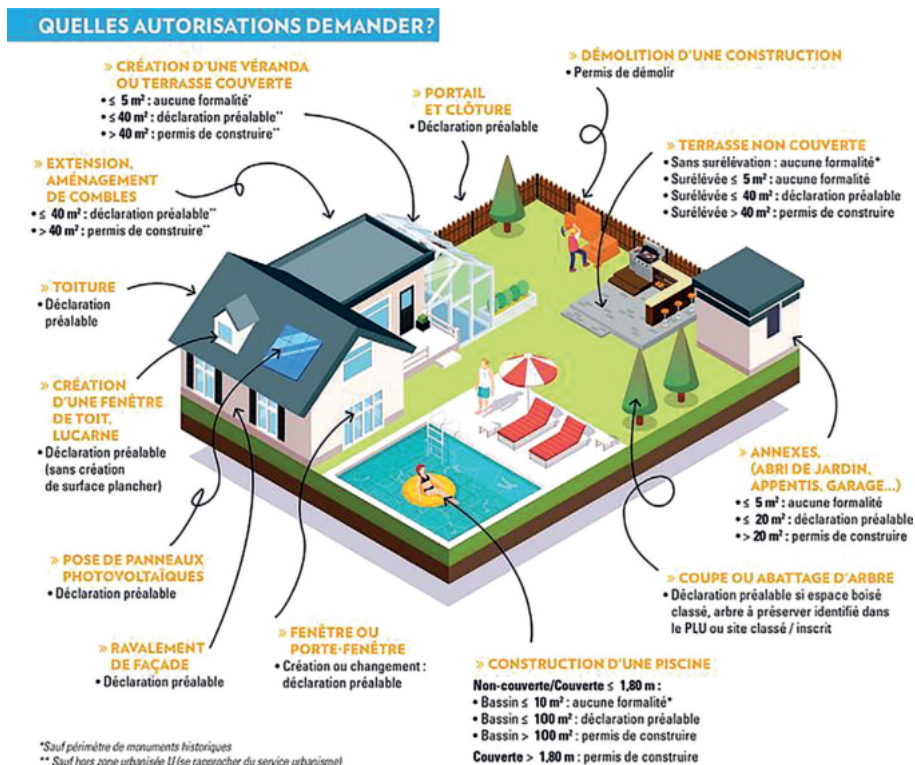 QUELLES AUTORISATIONS DEMANDER?
» CRÉATION D'UNE VÉRANDA
OU TERRASSE COUVERTE
• ≤ 5 m² : aucune formalité*
• ≤ 40 m² : déclaration préalable**
• > 40 m² : permis de construire**
» PORTAIL
ET CLÔTURE
• Déclaration préalable
» DÉMOLITION D'UNE CONSTRUCTION
• Permis de démolir
» TERRASSE NON COUVERTE
• Sans surélévation : aucune formalité*
• Surélevée ≤ 5 m² : aucune formalité
• Surélevée ≤ 40 m² : déclaration préalable
• Surélevée > 40 m² : permis de construire
» EXTENSION,
AMÉNAGEMENT
DE COMBLES
• ≤ 40 m² : déclaration préalable**
• > 40 m² : permis de construire**
» TOITURE
• Déclaration
préalable
» CRÉATION
D'UNE FENÊTRE
DE TOIT,
LUCARNE
• Déclaration préalable
(sans création
de surface plancher)
» POSE DE PANNEAUX
PHOTOVOLTAÏQUES
• Déclaration préalable
» RAVALEMENT
DE FAÇADE
• Déclaration préalable
» FENÊTRE OU
PORTE-FENÊTRE
• Création ou changement :
déclaration préalable
» ANNEXES,
(ABRI DE JARDIN,
APPENTIS, GARAGE...)
• ≤ 5 m² : aucune formalité
• ≤ 20 m² : déclaration préalable
• > 20 m² : permis de construire
» COUPE OU ABATTAGE D'ARBRE
• Déclaration préalable si espace boisé
classé, arbre à préserver identifié dans
le PLU ou site classé / inscrit
» CONSTRUCTION D'UNE PISCINE
Non-couverte/Couverte ≤ 1,80 m :
• Bassin ≤ 10 m² : aucune formalité*
• Bassin ≤ 100 m² : déclaration préalable
• Bassin > 100 m² : permis de construire
Couverte > 1,80 m : permis de construire
*Sauf périmètre de monuments historiques
** Sauf hors zone urbanisée U (se rapprocher du service urbanisme)